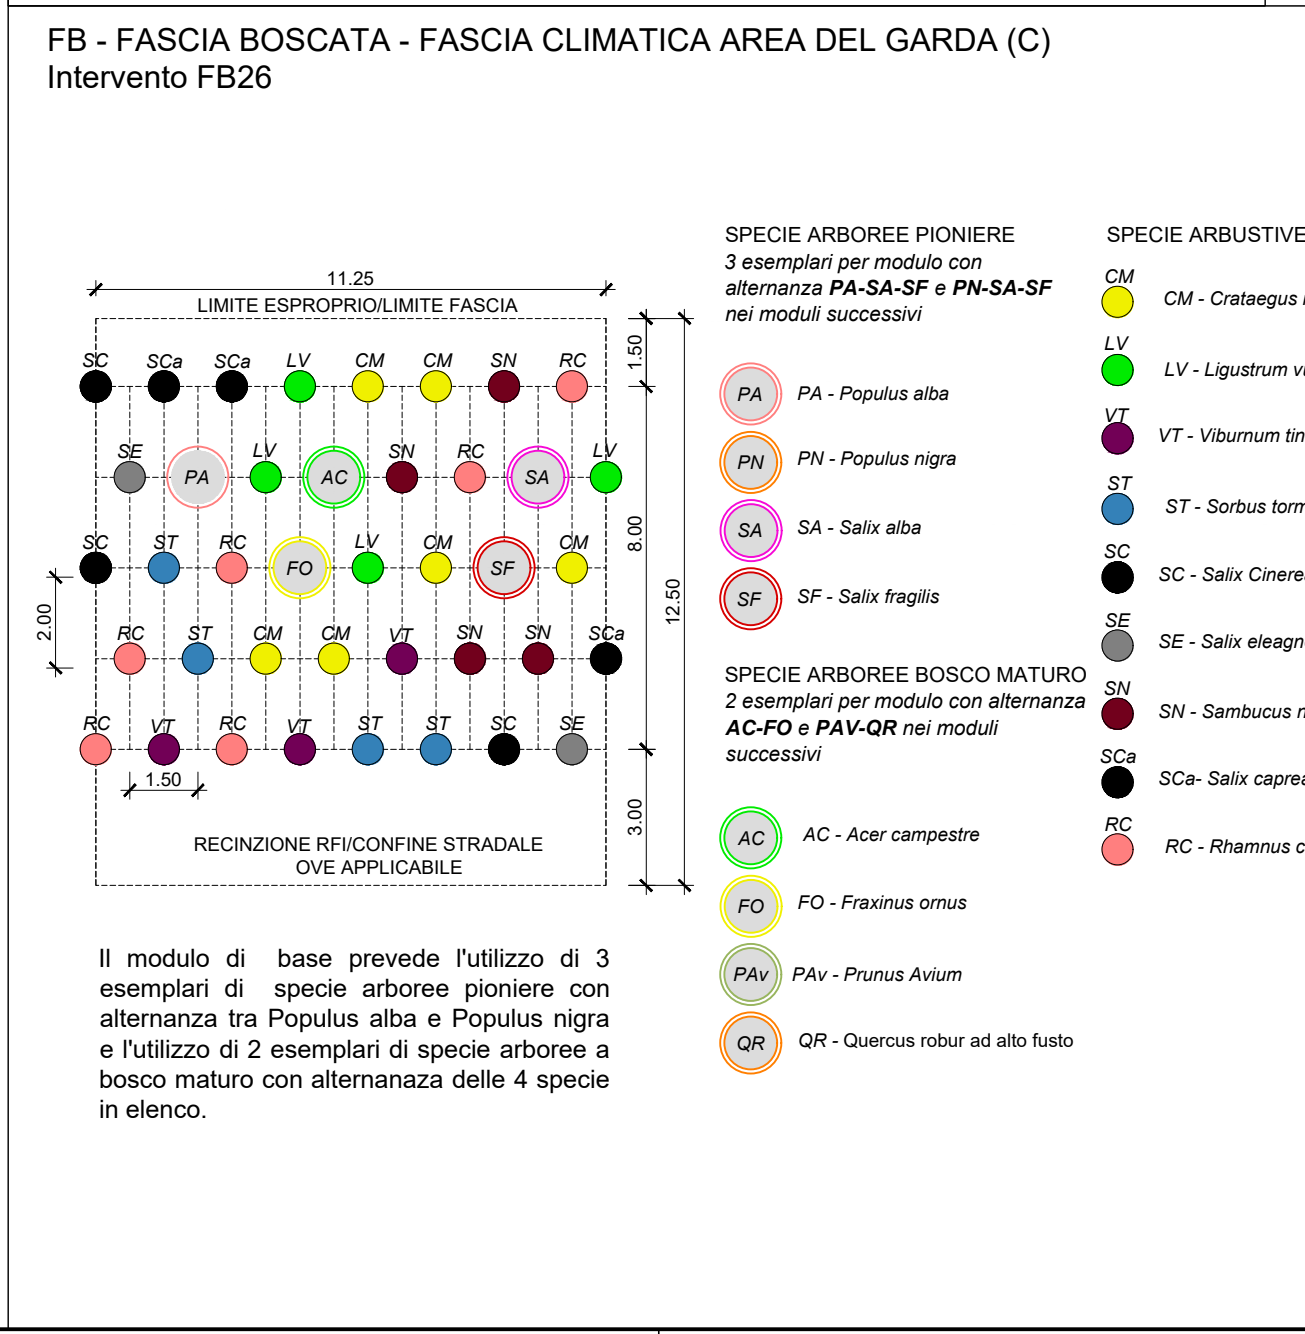 FB - FASCIA BOSCATA - FASCIA CLIMATICA AREA DEL GARDA (C)
Intervento FB26
11.25
LIMITE ESPROPRIO/LIMITE FASCIA
1.50
SC SCa SCa LV CM CM SN RC
SE PA LV AC SN RC SA LV
8.00
12.50
SC ST RC FO LV CM SF CM
2.00
RC ST CM CM VT SN SN SCa
RC VT RC VT ST ST SC SE
1.50
3.00
RECINZIONE RFI/CONFINE STRADALE
OVE APPLICABILE
Il modulo di base prevede l'utilizzo di 3
esemplari di specie arboree pioniere con
alternanza tra Populus alba e Populus nigra
e l'utilizzo di 2 esemplari di specie arboree a
bosco maturo con alternanaza delle 4 specie
in elenco.
SPECIE ARBOREE PIONIERE
3 esemplari per modulo con
alternanza PA-SA-SF e PN-SA-SF
nei moduli successivi
PA PA - Populus alba
PN PN - Populus nigra
SA SA - Salix alba
SF SF - Salix fragilis
SPECIE ARBOREE BOSCO MATURO
2 esemplari per modulo con alternanza
AC-FO e PAV-QR nei moduli
successivi
AC AC - Acer campestre
FO FO - Fraxinus ornus
PAv PAv - Prunus Avium
QR QR - Quercus robur ad alto fusto
SPECIE ARBUSTIVE
CM
CM - Crataegus
LV
LV - Ligustrum
VT
VT - Viburnum tin
ST
ST - Sorbus torm
SC
SC - Salix Cinerea
SE
SE - Salix eleagn
SN
SN - Sambucus n
SCa
SCa- Salix caprea
RC
RC - Rhamnus c